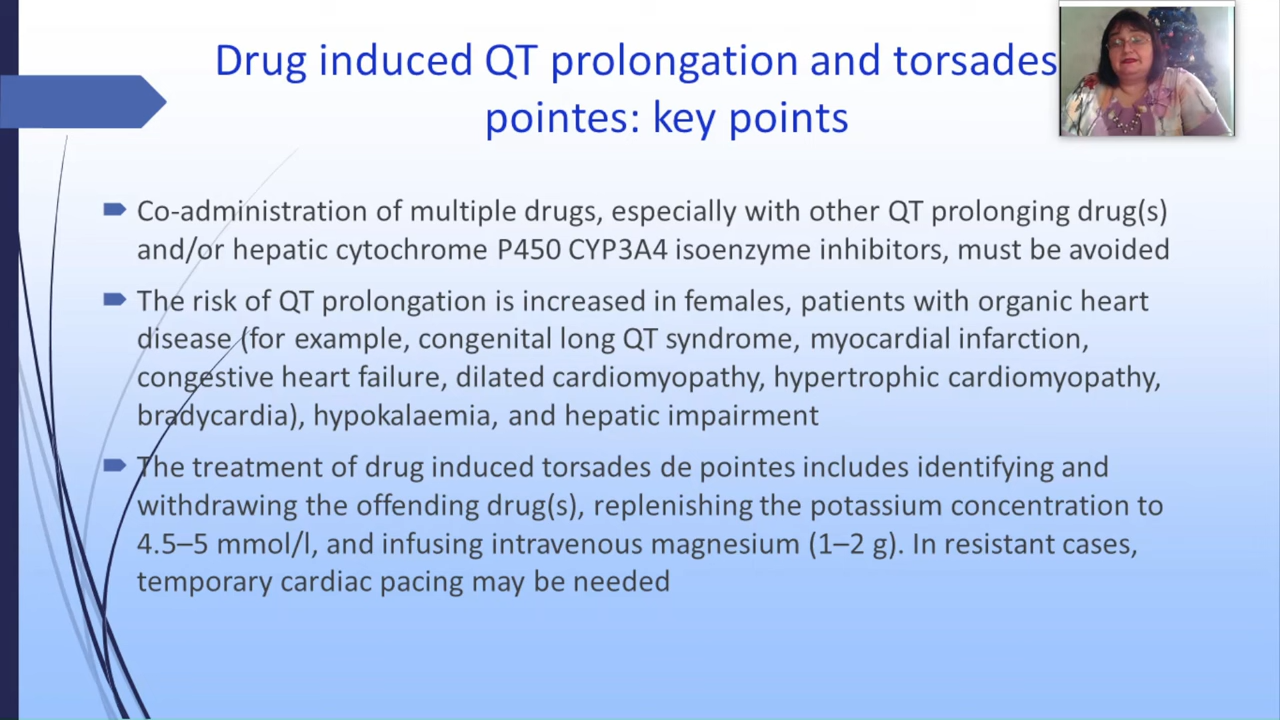 Drug induced QT prolongation and torsades
pointes: key points
Co-administration of multiple drugs, especially with other QT prolonging drug(s)
and/or hepatic cytochrome P450 CYP3A4 isoenzyme inhibitors, must be avoided
The risk of QT prolongation is increased in females, patients with organic heart
disease (for example, congenital long QT syndrome, myocardial infarction,
congestive heart failure, dilated cardiomyopathy, hypertrophic cardiomyopathy,
bradycardia), hypokalaemia, and hepatic impairment
The treatment of drug induced torsades de pointes includes identifying and
withdrawing the offending drug(s), replenishing the potassium concentration to
4.5–5 mmol/l, and infusing intravenous magnesium (1–2 g). In resistant cases,
temporary cardiac pacing may be needed